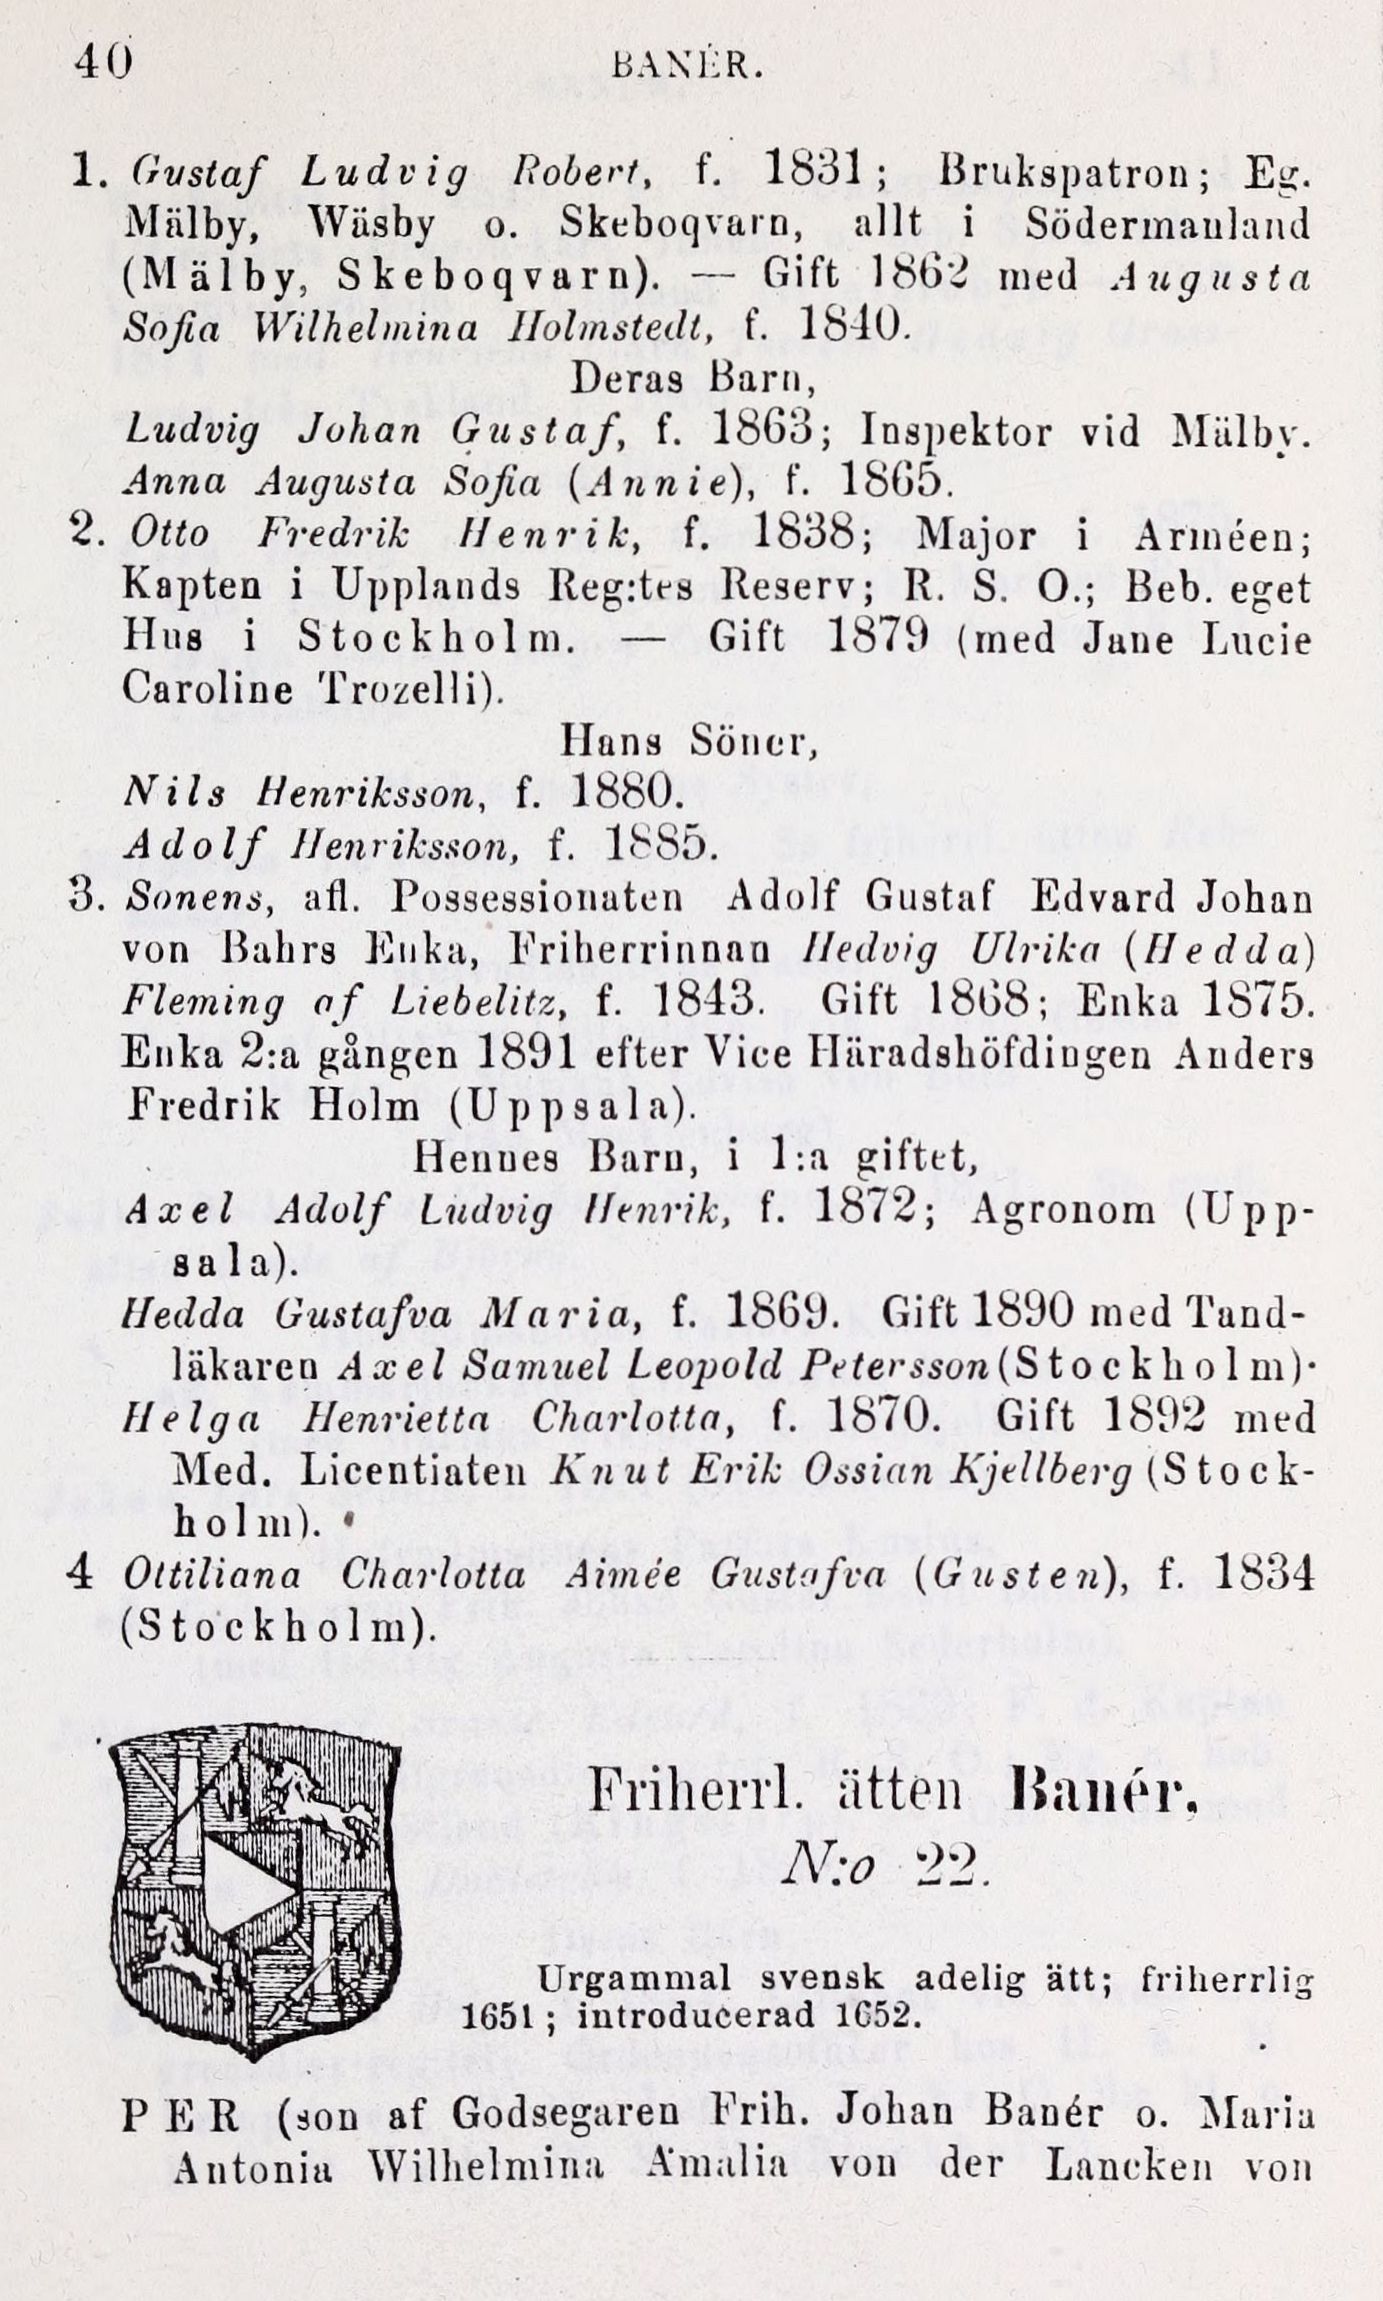 40
BANÉR.
1. Gustaf Ludvig Robert, f. 1831; Brukspatron; Eg.
Mälby, Wäsby o. Skeboqvarn, allt i Södermanland
(Mälby, Skeboqvarn). — Gift 1862 med Augusta
Sofia Wilhelmina Holmstedt, f. 1840.
Deras Barn,
Ludvig Johan Gustaf, f. 1863; Inspektor vid Mälby.
Anna Augusta Sofia (Annie), f. 1865.
2. Otto Fredrik Henrik, f. 1838; Major i Arméen;
Kapten i Upplands Reg:tes Reserv; R. S. O.; Beb. eget
Hus i Stockholm. — Gift 1879 (med Jane Lucie
Caroline Trozelli).
Hans Söner,
Nils Henriksson, f. 1880.
Adolf Henriksson, f. 1885.
3. Sonens, afl. Possessionaten Adolf Gustaf Edvard Johan
von Bahrs Enka, Friherrinnan Hedvig Ulrika (Hedda)
Fleming af Liebelitz, f. 1843. Gift 1868; Enka 1875.
Enka 2:a gången 1891 efter Vice Häradshöfdingen Anders
Fredrik Holm (Uppsala).
Hennes Barn, i 1:a giftet,
Axel Adolf Ludvig Henrik, f. 1872; Agronom (Upp-
sala).
Hedda Gustafva Maria, f. 1869. Gift 1890 med Tand-
läkaren Axel Samuel Leopold Petersson (Stockholm).
Helga Henrietta Charlotta, f. 1870. Gift 1892 med
Med. Licentiaten Knut Erik Ossian Kjellberg (Stock-
holm).
4 Ottiliana Charlotta Aimée Gustafva (Gusten), f. 1834
(Stockholm).
Friherrl. ätten Banér.
N:o 22.
Urgammal svensk adelig ätt; friherrlig
1651; introducerad 1652.
PER (son af Godsegaren Frih. Johan Banér o. Maria
Antonia Wilhelmina Amalia von der Lancken von